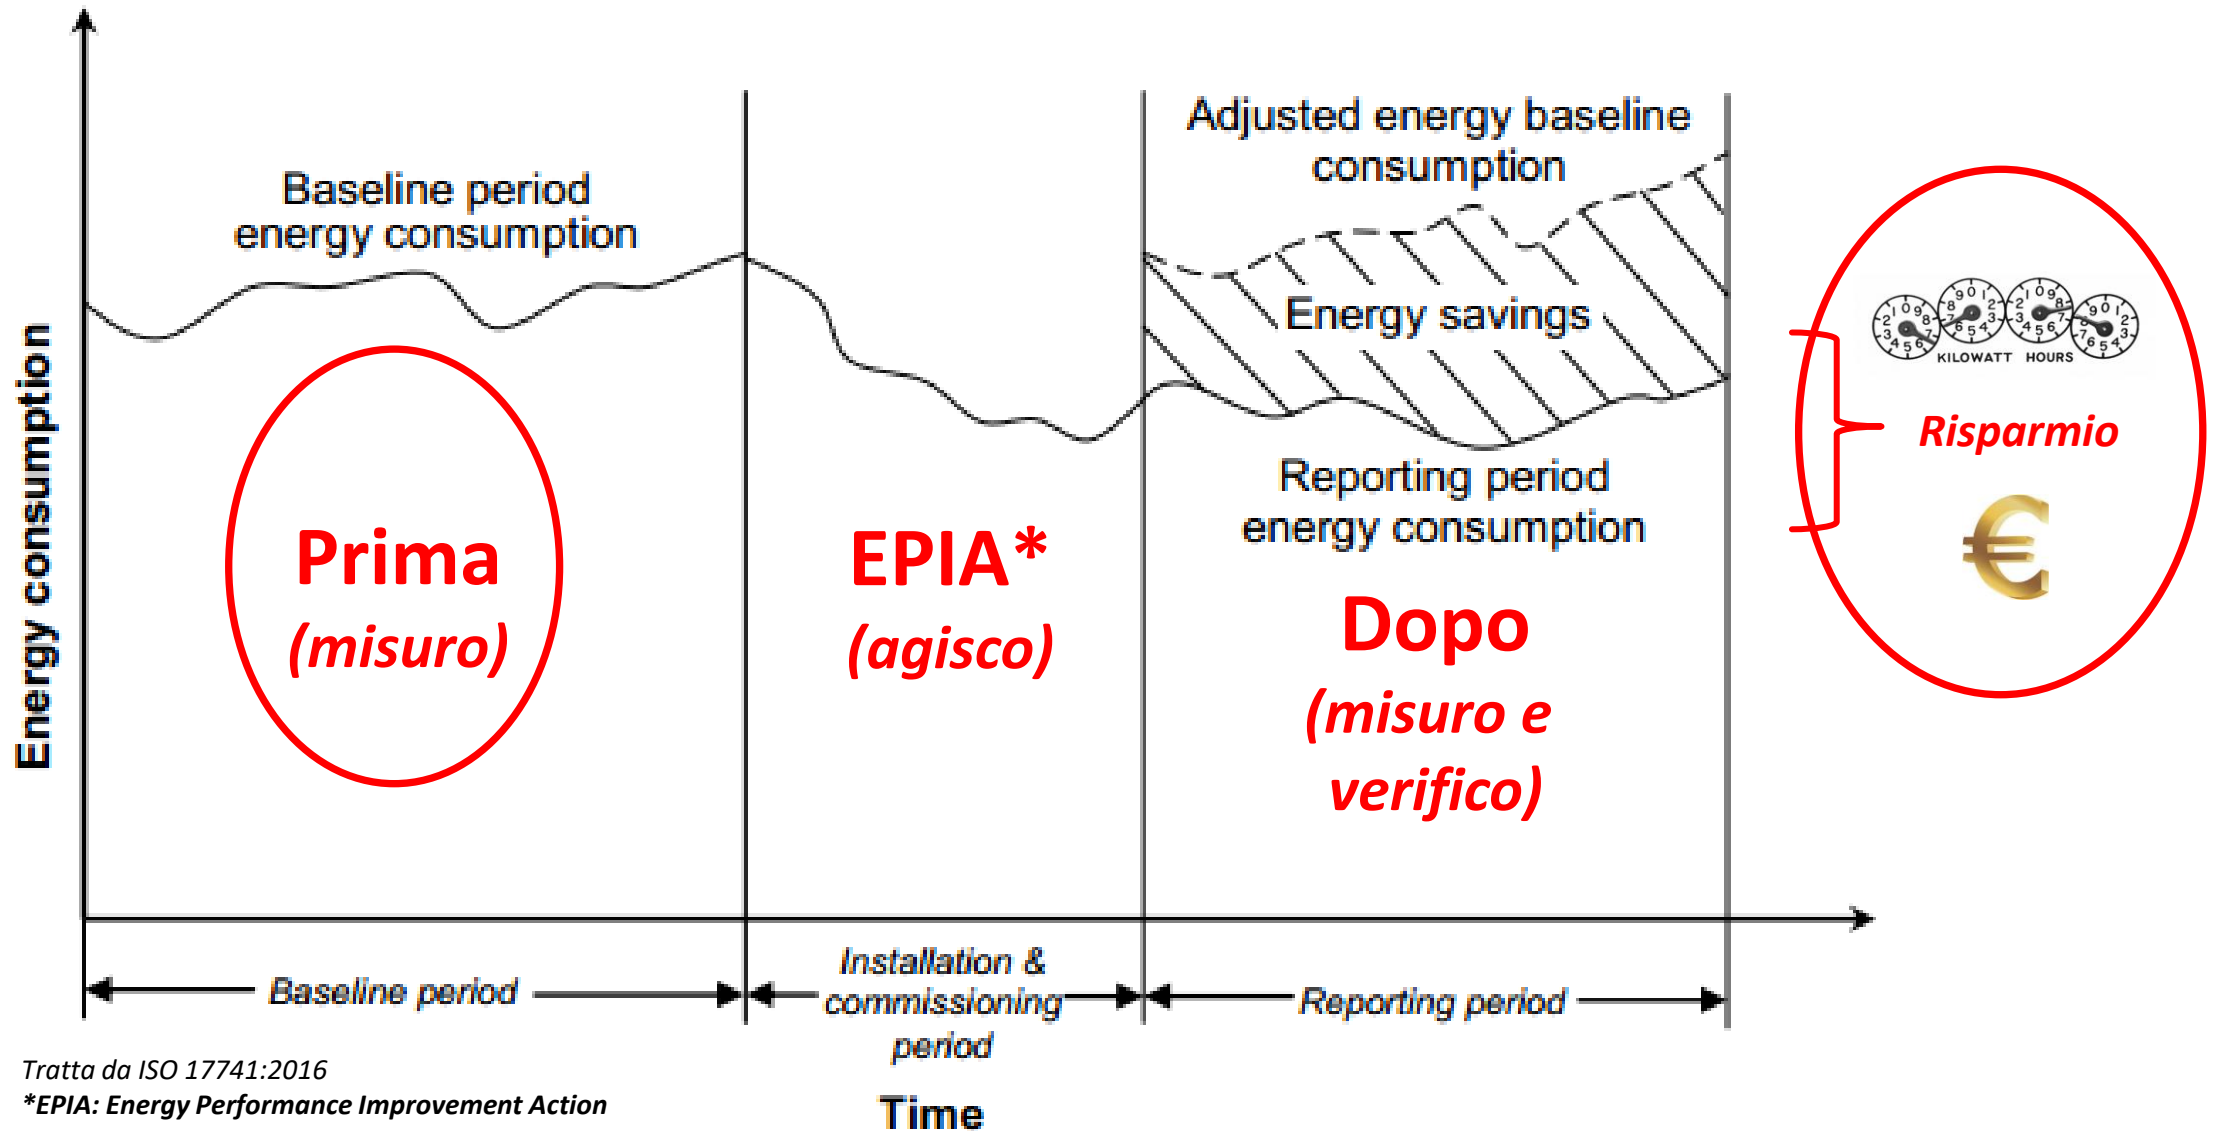 Adjusted energy baseline
consumption
Baseline period
energy consumption
Energy savings
KILOWATT HOURS
Risparmio
€
Reporting period
energy consumption
Energy consumption
Prima
(misuro)
EPIA*
(agisco)
Dopo
(misuro e
verifico)
Baseline period
Installation &
commissioning
period
Reporting period
Time
Tratta da ISO 17741:2016
*EPIA: Energy Performance Improvement Action